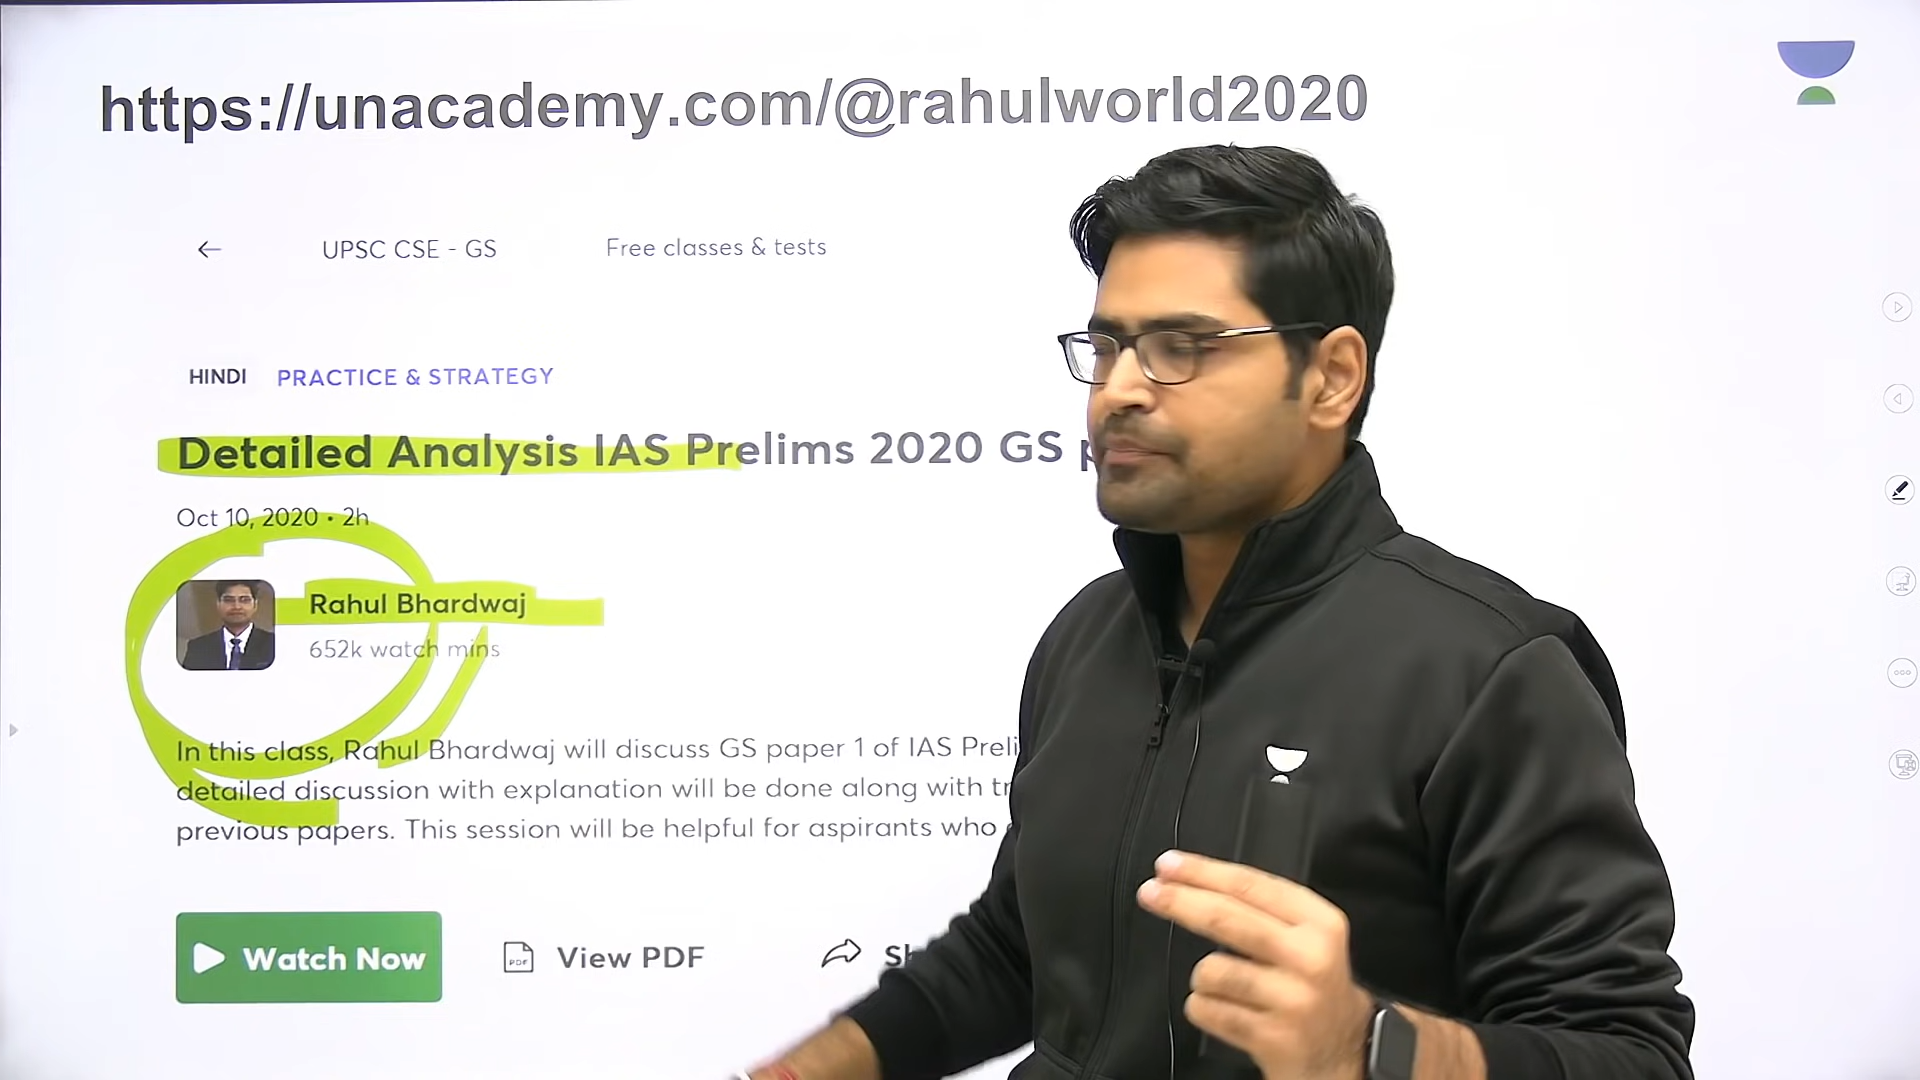 https://unacademy.com/@rahulworld2020
UPSC CSE - GS
Free classes & tests
HINDI PRACTICE & STRATEGY
Detailed Analysis IAS Prelims 2020 GS
Oct 10, 2020 • 2h
Rahul Bhardwaj
652k watch mins
In this class, Rahul Bhardwaj will discuss GS paper 1 of IAS
detailed discussion with explanation will be done along with
previous papers. This session will be helpful for aspirants who
Watch Now
PDF
View PDF